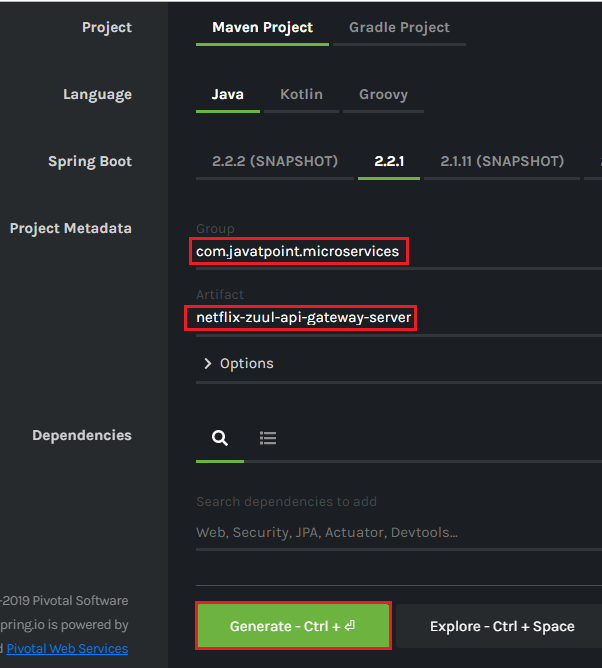 Project
Maven Project Gradle Project
Language
Java Kotlin Groovy
Spring Boot
2.2.2 (SNAPSHOT) 2.2.1 2.1.11 (SNAPSHOT)
Project Metadata
Group
com.javatpoint.microservices
Artifact
netflix-zuul-api-gateway-server
Options
Dependencies
Search dependencies to add
Web, Security, JPA, Actuator, Devtools...
-2019 Pivotal Software
pring.io is powered by
d Pivotal Web Services
Generate - Ctrl + ⏎ Explore - Ctrl + Space